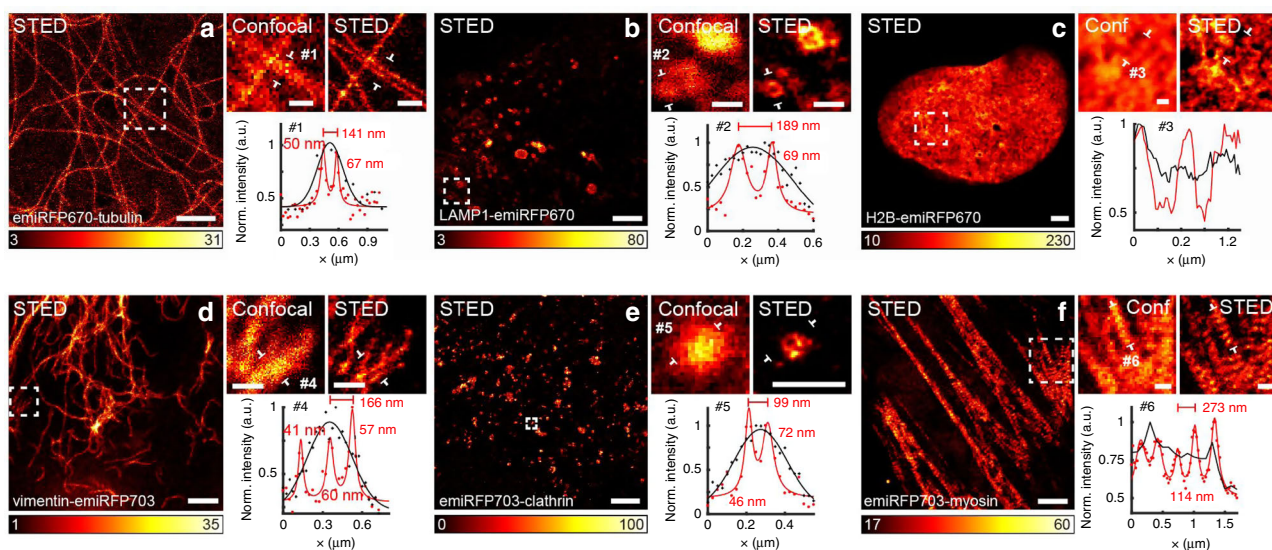 STED
a
Confocal
#1
STED
emiRFP670-tubulin
3
31
#1
141 nm
50 nm
67 nm
Norm. intensity (a.u.)
1
0.5
0
0.3
0.6
0.9
× (μm)
STED
b
#2
Confocal
STED
LAMP1-emiRFP670
3
80
#2
189 nm
69 nm
Norm. intensity (a.u.)
1
0.5
0
0
0.2
0.4
0.6
× (μm)
STED
c
Conf
#3
STED
H2B-emiRFP670
10
230
#3
Norm. intensity (a.u.)
1
0.5
0
0.2
1.2
× (μm)
STED
d
Confocal
#4
STED
vimentin-emiRFP703
1
35
#4
166 nm
41 nm
57 nm
60 nm
Norm. intensity (a.u.)
1
0.5
0
0.3
0.6
× (μm)
STED
e
Confocal
#5
STED
emiRFP703-clathrin
0
100
#5
99 nm
72 nm
46 nm
Norm. intensity (a.u.)
1
0.5
0
0.2
0.4
× (μm)
STED
f
Conf
#6
STED
emiRFP703-myosin
17
60
#6
273 nm
114 nm
Norm. intensity (a.u.)
1
0.75
0.5
0
0.5
1
1.5
× (μm)